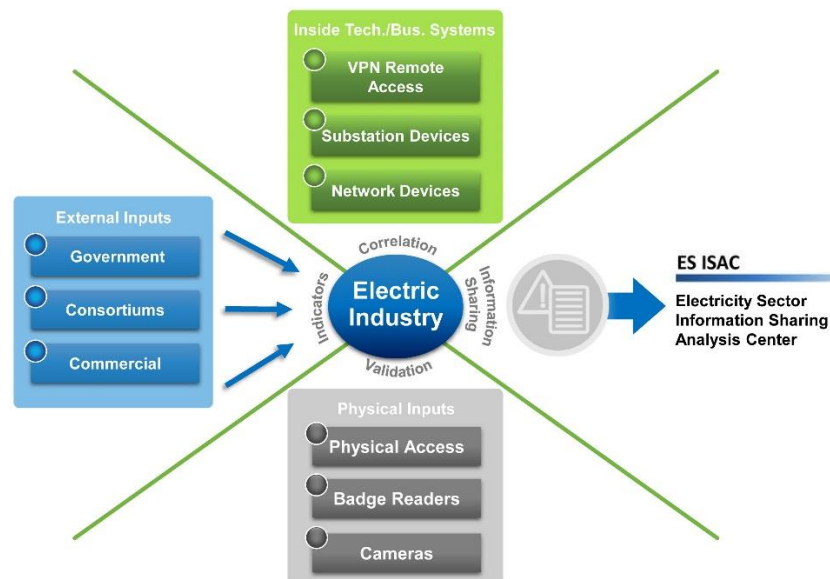 Inside Tech./Bus. Systems
VPN Remote
Access
Substation Devices
Network Devices
External Inputs
Government
Consortiums
Commercial
Correlation
Indicators
Electric
Industry
Information
Sharing
Validation
ES ISAC
Electricity Sector
Information Sharing
Analysis Center
Physical Inputs
Physical Access
Badge Readers
Cameras